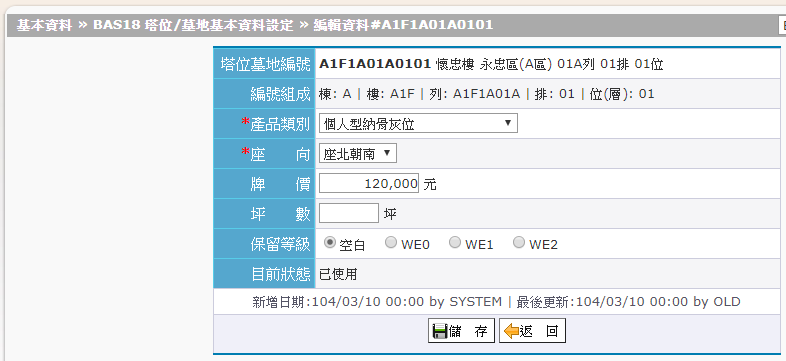 基本資料 » BAS18 塔位/墓地基本資料設定 » 編輯資料#A1F1A01A0101
塔位墓地編號 A1F1A01A0101 懷忠樓 永忠區(A區) 01A列 01排 01位
編號組成 棟: A | 樓: A1F | 列: A1F1A01A | 排: 01 | 位(層): 01
*產品類別 個人型納骨灰位
*座 向 座北朝南
牌 價 120,000 元
坪 數 坪
保留等級 空白 WE0 WE1 WE2
目前狀態 已使用
新增日期:104/03/10 00:00 by SYSTEM | 最後更新:104/03/10 00:00 by OLD
儲 存 返 回